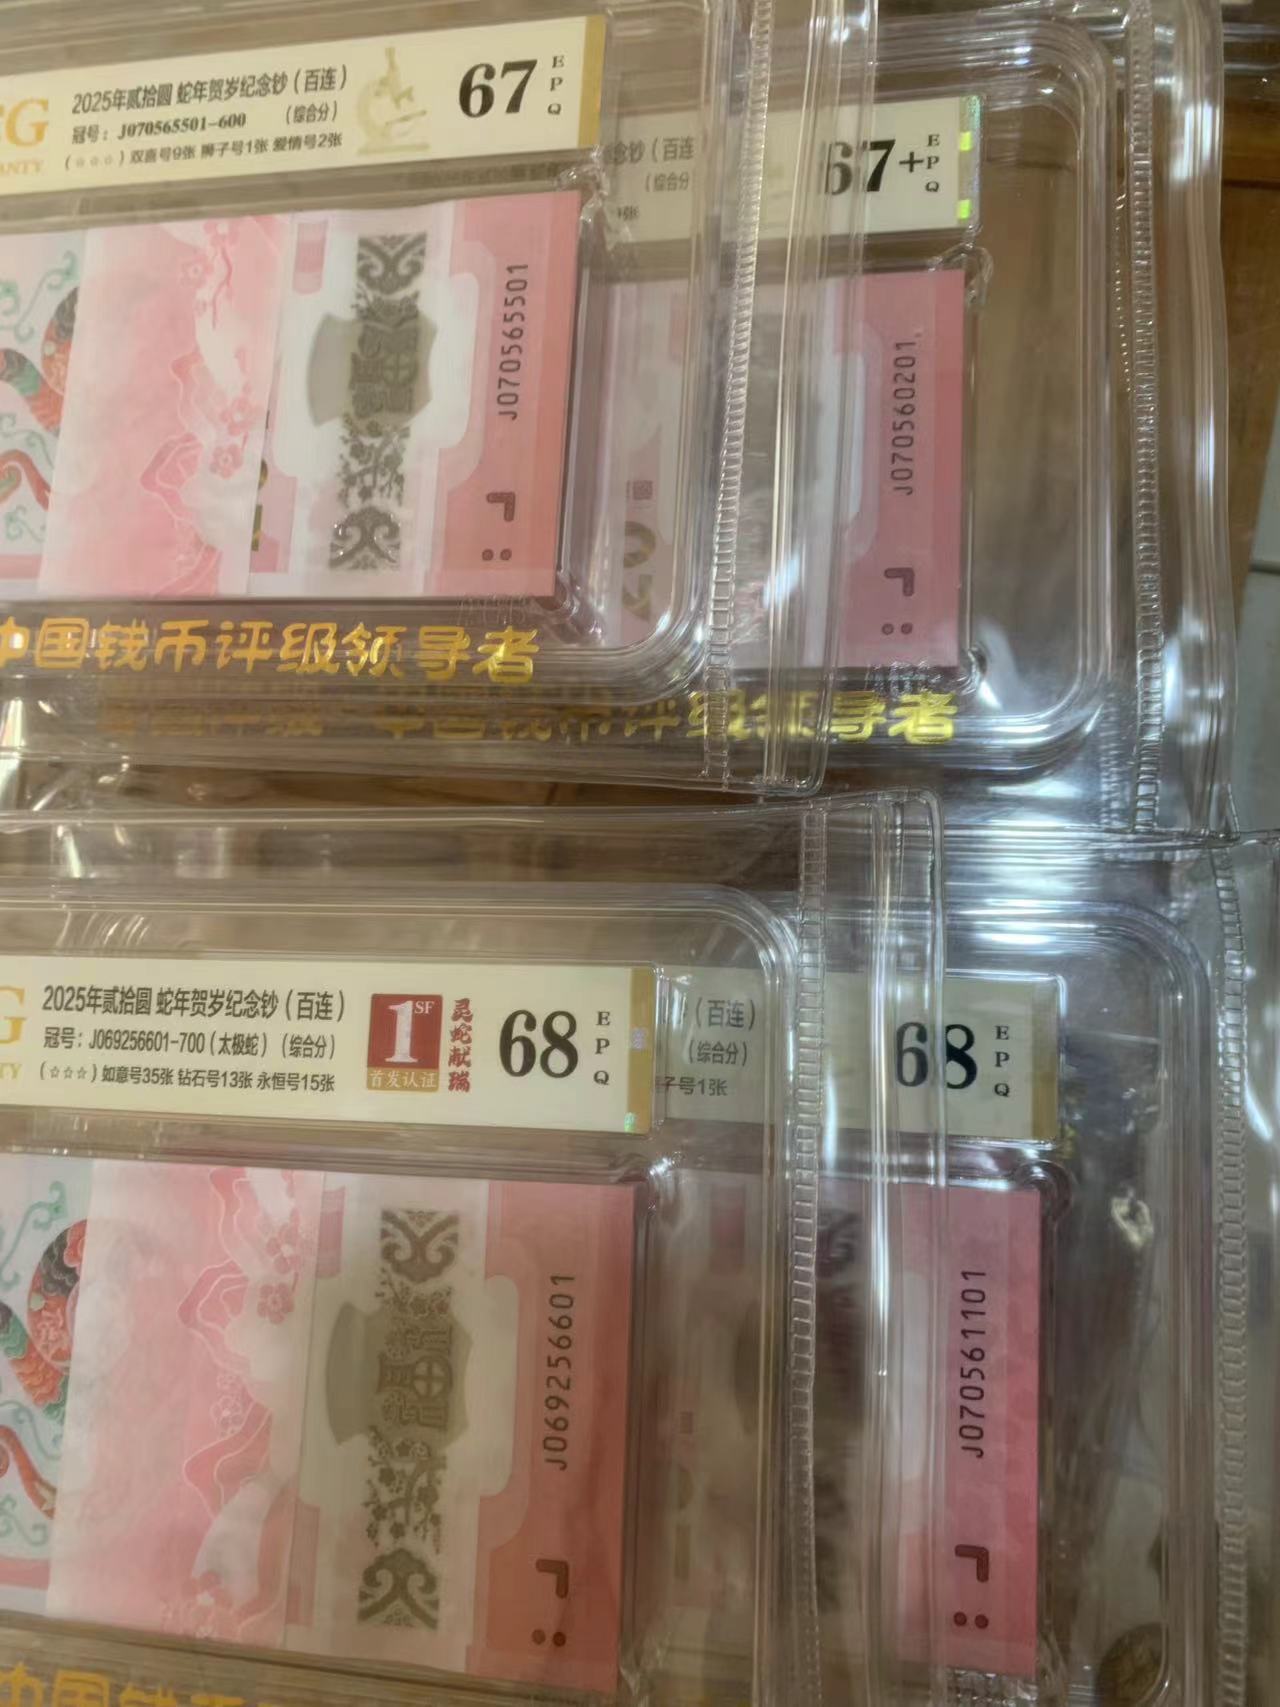 2025年贰拾圆 蛇年贺岁纪念钞(百连)
冠号:J070565501-600 (综合分)
(☆☆☆)双喜号9张 狮子号1张 爱情号2张
67
EPQ
J070565501
中国钱币评级领导者
念钞(百连
(综合分
67+
EPQ
J070560201
中国钱币评级领导者
2025年贰拾圆 蛇年贺岁纪念钞(百连)
冠号:J069256601-700(太极蛇)(综合分)
(☆☆☆)如意号35张 钻石号13张 永恒号15张
1SF
首发认证
灵蛇献瑞
68
EPQ
J069256601
(百连)
(综合分)
子号1张
68
EPQ
J070561101